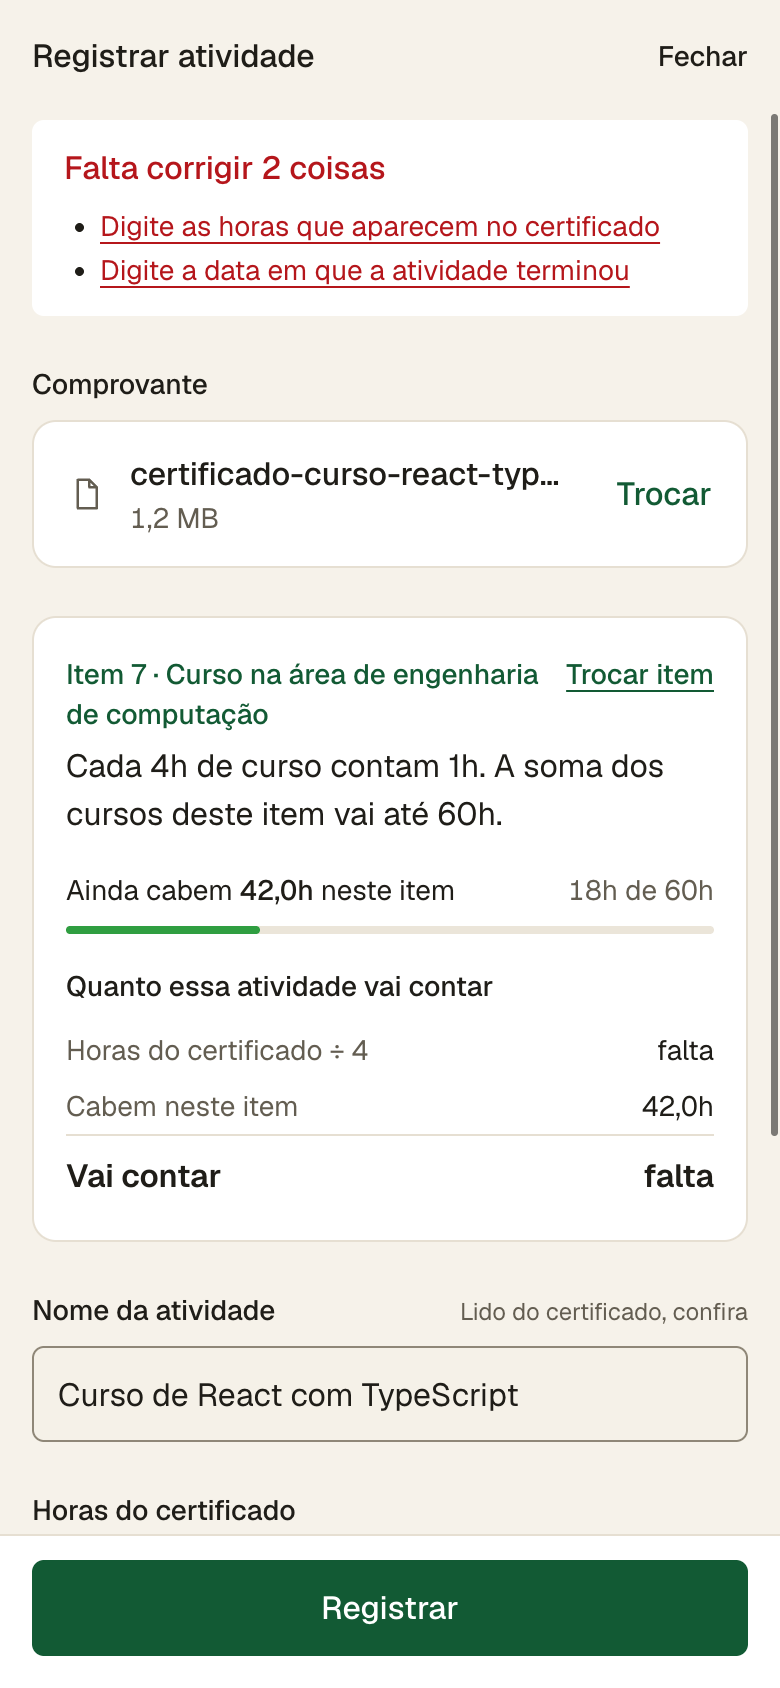 Registrar atividade
Fechar
Falta corrigir 2 coisas
• Digite as horas que aparecem no certificado
• Digite a data em que a atividade terminou
Comprovante
certificado-curso-react-typ...
1,2 MB
Trocar
Item 7 · Curso na área de engenharia
de computação
Trocar item
Cada 4h de curso contam 1h. A soma dos
cursos deste item vai até 60h.
Ainda cabem 42,0h neste item
18h de 60h
Quanto essa atividade vai contar
Horas do certificado ÷ 4
falta
Cabem neste item
42,0h
Vai contar
falta
Nome da atividade
Lido do certificado, confira
Curso de React com TypeScript
Horas do certificado
Registrar